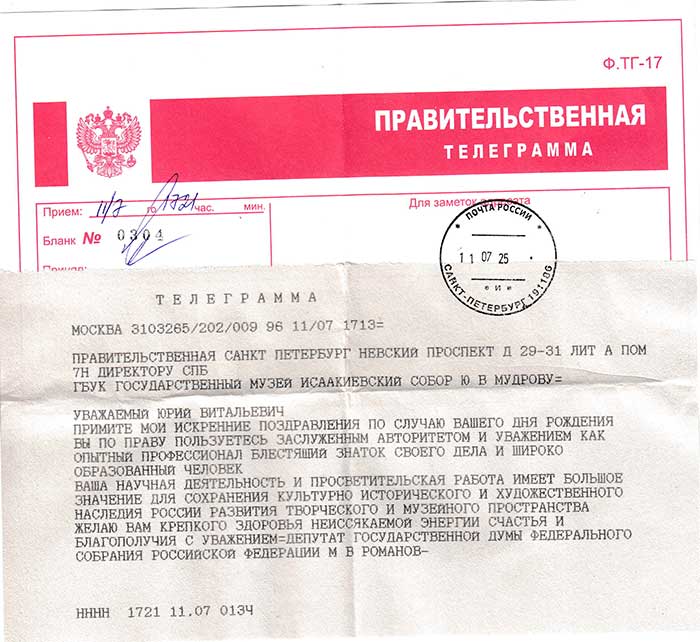 Ф.ТГ-17
ПРАВИТЕЛЬСТВЕННАЯ
ТЕЛЕГРАММА
Прием: 11/7 го 1721 час. мин.
Для заметок
Бланк № 0304
ПОЧТА РОССИИ
11 07 25
«И»
САНКТ-ПЕТЕРБУРГ 191186
ТЕЛЕГРАММА
МОСКВА 3103265/202/009 96 11/07 1713=
ПРАВИТЕЛЬСТВЕННАЯ САНКТ ПЕТЕРБУРГ НЕВСКИЙ ПРОСПЕКТ Д 29-31 ЛИТ А ПОМ
7Н ДИРЕКТОРУ СПБ
ГБУК ГОСУДАРСТВЕННЫЙ МУЗЕЙ ИСААКИЕВСКИЙ СОБОР Ю В МУДРОВУ=
УВАЖАЕМЫЙ ЮРИЙ ВИТАЛЬЕВИЧ
ПРИМИТЕ МОИ ИСКРЕННИЕ ПОЗДРАВЛЕНИЯ ПО СЛУЧАЮ ВАШЕГО ДНЯ РОЖДЕНИЯ
ВЫ ПО ПРАВУ ПОЛЬЗУЕТЕСЬ ЗАСЛУЖЕННЫМ АВТОРИТЕТОМ И УВАЖЕНИЕМ КАК
ОПЫТНЫЙ ПРОФЕССИОНАЛ БЛЕСТЯЩИЙ ЗНАТОК СВОЕГО ДЕЛА И ШИРОКО
ОБРАЗОВАННЫЙ ЧЕЛОВЕК
ВАША НАУЧНАЯ ДЕЯТЕЛЬНОСТЬ И ПРОСВЕТИТЕЛЬСКАЯ РАБОТА ИМЕЕТ БОЛЬШОЕ
ЗНАЧЕНИЕ ДЛЯ СОХРАНЕНИЯ КУЛЬТУРНО ИСТОРИЧЕСКОГО И ХУДОЖЕСТВЕННОГО
НАСЛЕДИЯ РОССИИ РАЗВИТИЯ ТВОРЧЕСКОГО И МУЗЕЙНОГО ПРОСТРАНСТВА
ЖЕЛАЮ ВАМ КРЕПКОГО ЗДОРОВЬЯ НЕИССЯКАЕМОЙ ЭНЕРГИИ СЧАСТЬЯ И
БЛАГОПОЛУЧИЯ С УВАЖЕНИЕМ=ДЕПУТАТ ГОСУДАРСТВЕННОЙ ДУМЫ ФЕДЕРАЛЬНОГО
СОБРАНИЯ РОССИЙСКОЙ ФЕДЕРАЦИИ М В РОМАНОВ-
НННН 1721 11.07 013Ч